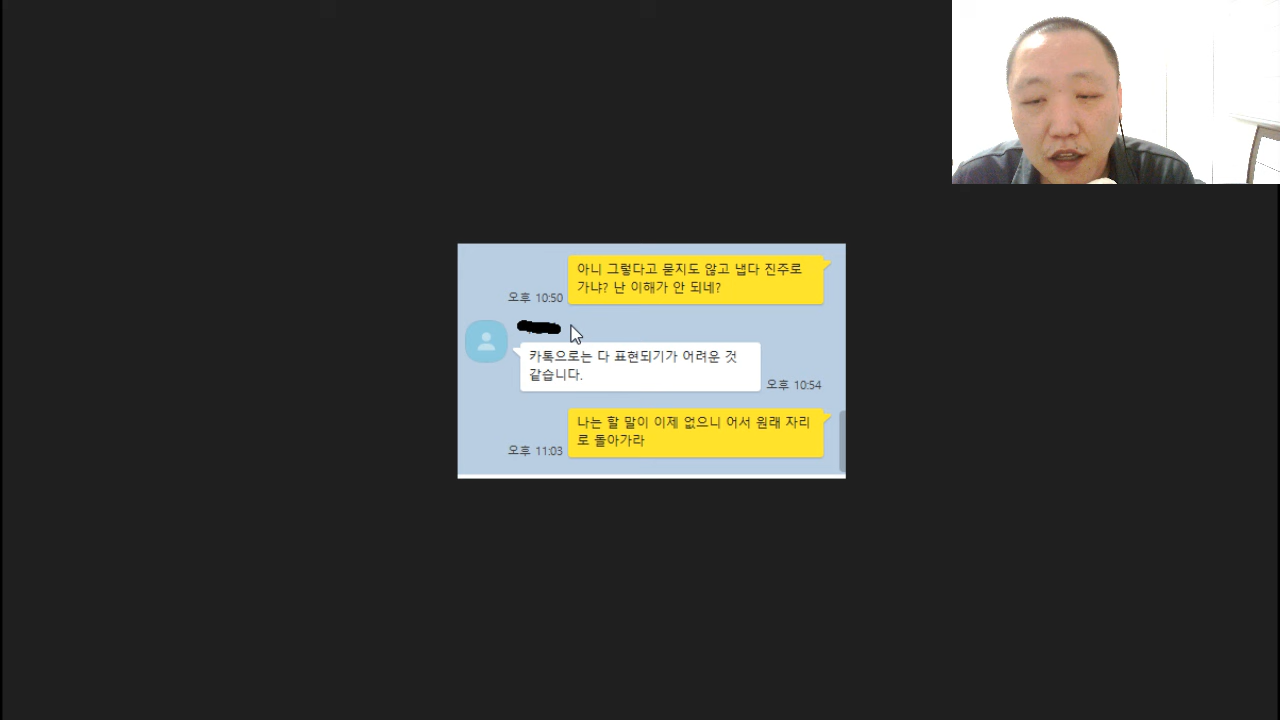 아니 그렇다고 묻지도 않고 냅다 진주로
가냐? 난 이해가 안 되네?
오후 10:50
카톡으로는 다 표현되기가 어려운 것
같습니다.
오후 10:54
나는 할 말이 이제 없으니 어서 원래 자리
로 돌아가라
오후 11:03